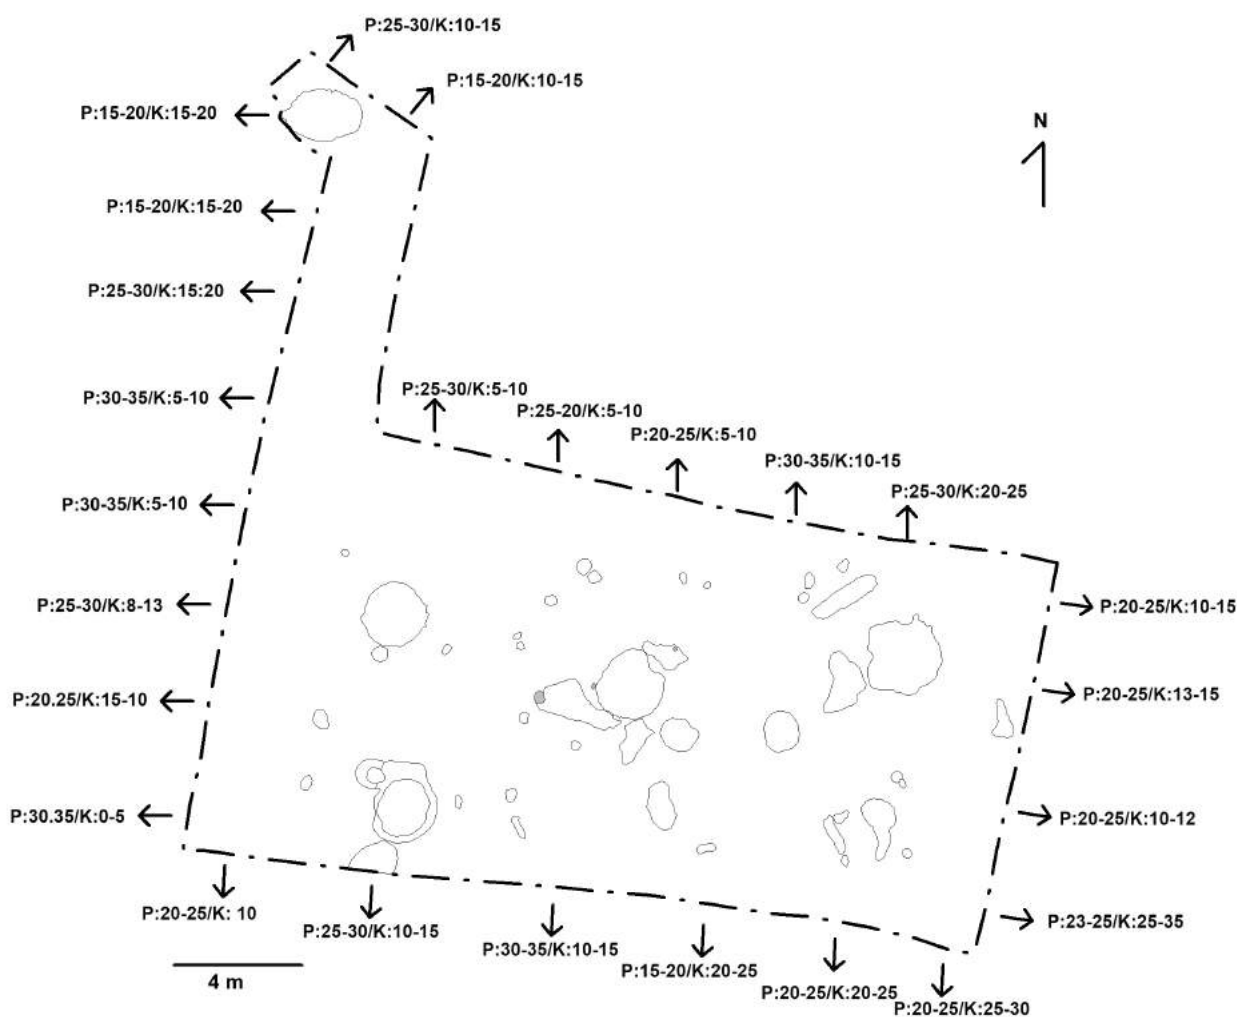 P:25-30/K:10-15
P:15-20/K:10-15
P:15-20/K:15-20
N
P:15-20/K:15-20
P:25-30/K:15:20
P:30-35/K:5-10
P:25-30/K:5-10
P:25-20/K:5-10
P:20-25/K:5-10
P:30-35/K:10-15
P:25-30/K:20-25
P:30-35/K:5-10
P:25-30/K:8-13
P:20-25/K:10-15
P:20.25/K:15-10
P:20-25/K:13-15
P:30.35/K:0-5
P:20-25/K:10-12
P:20-25/K: 10
P:23-25/K:25-35
P:25-30/K:10-15
P:30-35/K:10-15
P:15-20/K:20-25
P:20-25/K:20-25
P:20-25/K:25-30
4 m